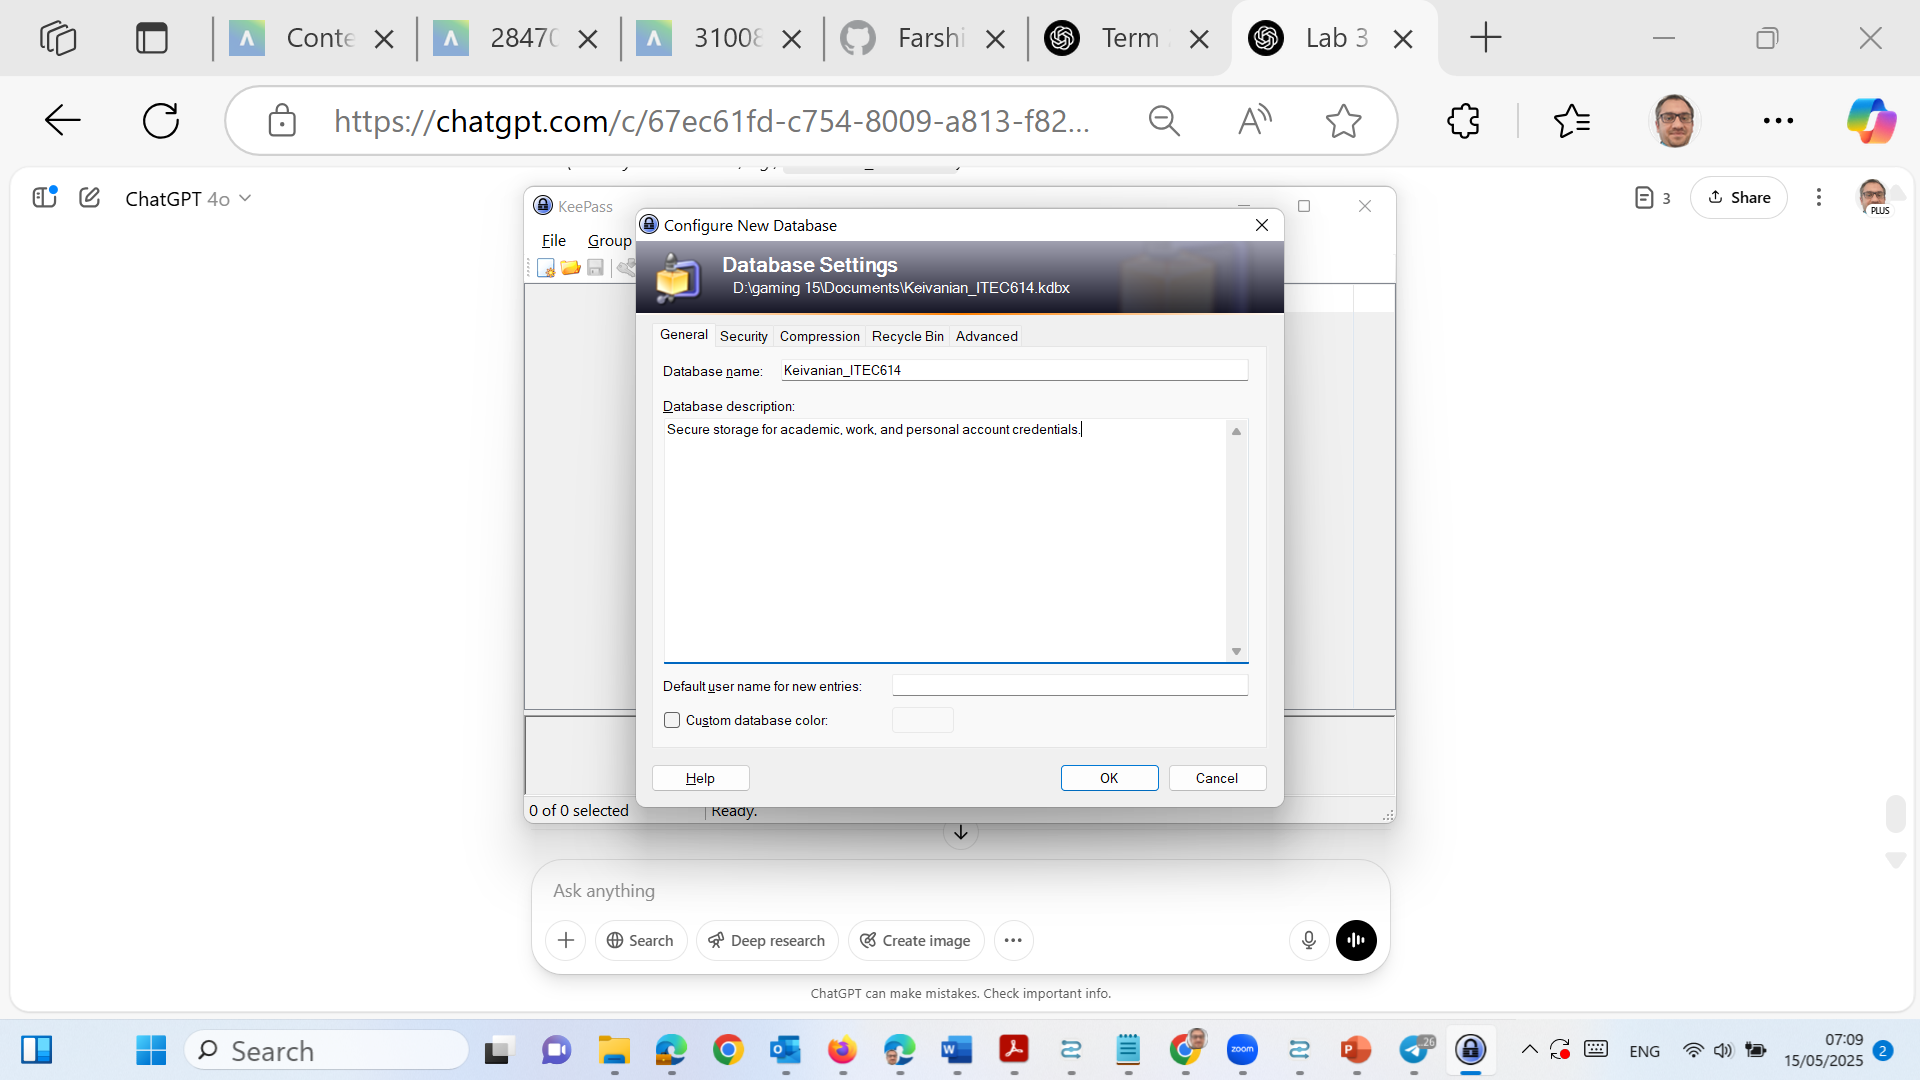 Conte
28470
31008
Farshi
Term
Lab 3
https://chatgpt.com/c/67ec61fd-c754-8009-a813-f82...
ChatGPT 4o
3
Share
PLUS
KeePass
File Group
Configure New Database
Database Settings
D:\gaming 15\Documents\Keivanian_ITEC614.kdbx
General Security Compression Recycle Bin Advanced
Database name: Keivanian_ITEC614
Database description:
Secure storage for academic, work, and personal account credentials.
Default user name for new entries:
Custom database color:
Help OK Cancel
0 of 0 selected Ready.
Ask anything
Search Deep research Create image
ChatGPT can make mistakes. Check important info.
Search
zoom
26
ENG
07:09
15/05/2025
2